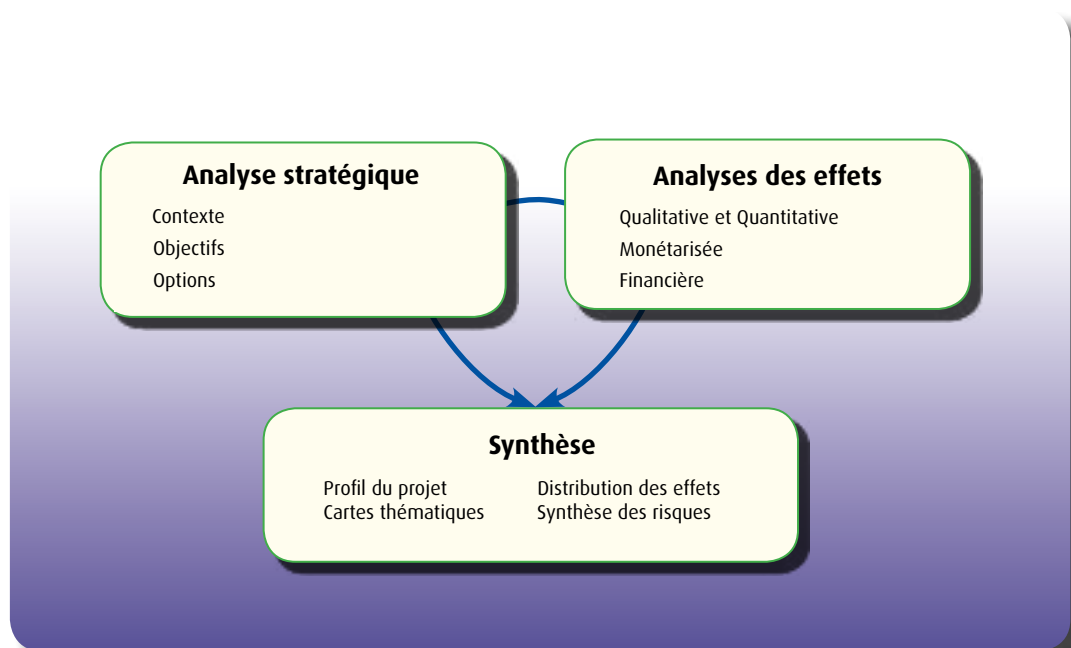 Analyse stratégique
Contexte
Objectifs
Options
Analyses des effets
Qualitative et Quantitative
Monétarisée
Financière
Synthèse
Profil du projet
Cartes thématiques
Distribution des effets
Synthèse des risques